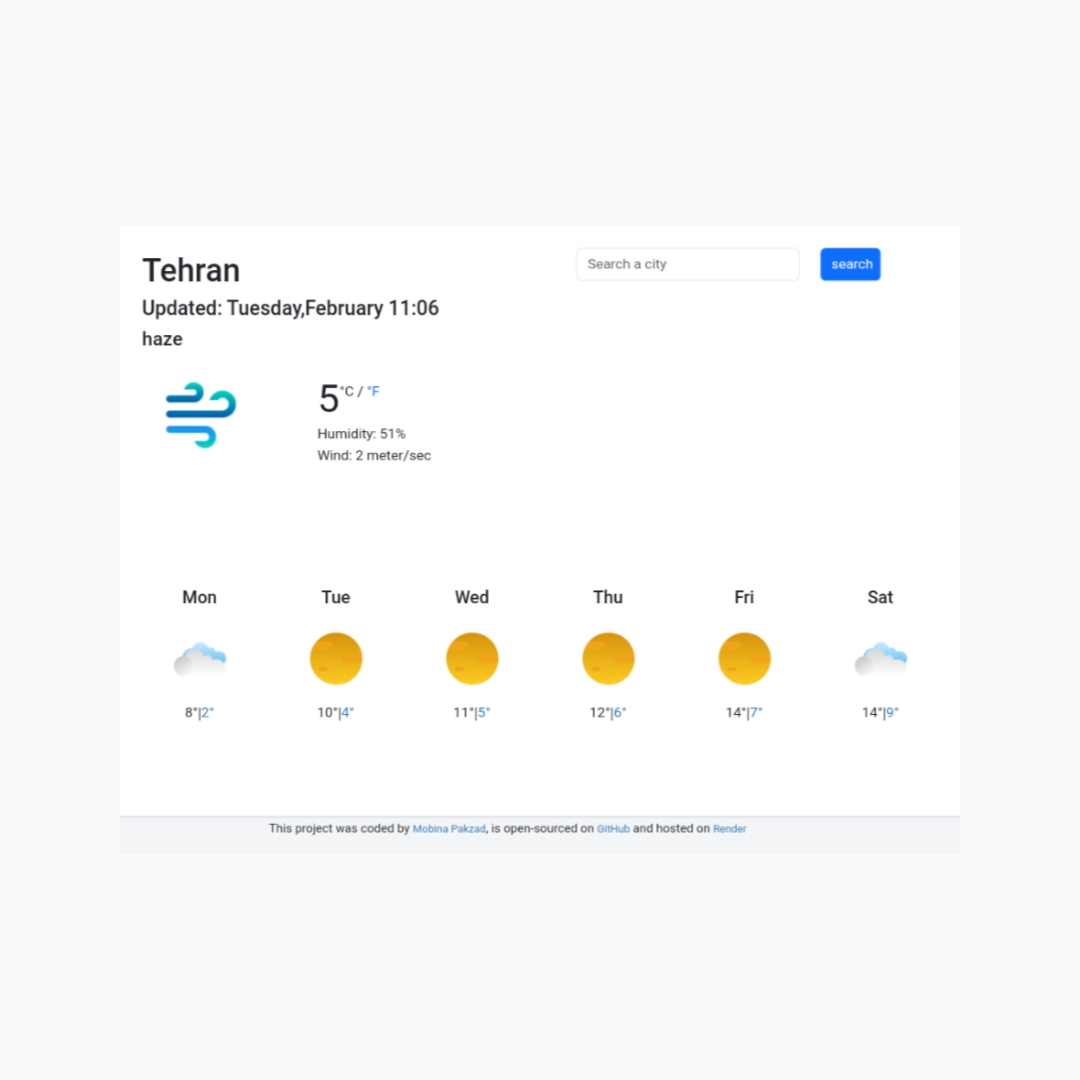 Tehran
Search a city
search
Updated: Tuesday,February 11:06
haze
5°C / °F
Humidity: 51%
Wind: 2 meter/sec
Mon Tue Wed Thu Fri Sat
8°|2° 10°|4° 11°|5° 12°|6° 14°|7° 14°|9°
This project was coded by Mobina Pakzad, is open-sourced on GitHub and hosted on Render